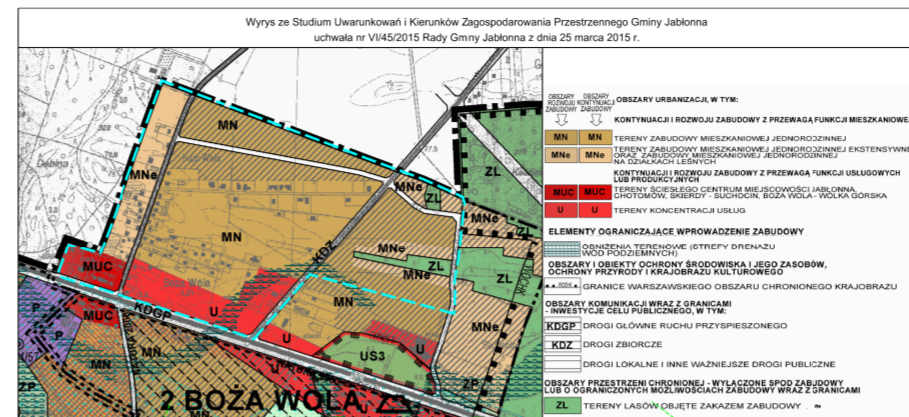 Wyrys ze Studium Uwarunkowań i Kierunków Zagospodarowania Przestrzennego Gminy Jabłonna
uchwała nr VI/45/2015 Rady Gminy Jabłonna z dnia 25 marca 2015 r.
OBSZARY ROZWOJU ZABUDOWY
OBSZARY KONTYNUACJI ZABUDOWY
OBSZARY URBANIZACJI, W TYM:
KONTYNUACJI I ROZWOJU ZABUDOWY Z PRZEWAGĄ FUNKCJI MIESZKANIOWEJ
MN MN TERENY ZABUDOWY MIESZKANIOWEJ JEDNORODZINNEJ
MNe MNe TERENY ZABUDOWY MIESZKANIOWEJ JEDNORODZINNEJ EKSTENSYWNEJ
ORAZ ZABUDOWY MIESZKANIOWEJ JEDNORODZINNEJ
NA DZIAŁKACH LEŚNYCH
KONTYNUACJI I ROZWOJU ZABUDOWY Z PRZEWAGĄ FUNKCJI USŁUGOWYCH
LUB PRODUKCYJNYCH
MUC MUC TERENY ŚCISŁEGO CENTRUM MIEJSCOWOŚCI JABŁONNA,
CHOTOMÓW, SKIERDY - SUCHOCIN, BOŻA WOLA - WÓLKA GÓRSKA
U U TERENY KONCENTRACJI USŁUG
ELEMENTY OGRANICZAJĄCE WPROWADZENIE ZABUDOWY
OBNIŻENIA TERENOWE (STREFY DRENAŻU
WÓD PODZIEMNYCH)
OBSZARY I OBIEKTY OCHRONY ŚRODOWISKA I JEGO ZASOBÓW,
OCHRONY PRZYRODY I KRAJOBRAZU KULTUROWEGO
GRANICE WARSZAWSKIEGO OBSZARU CHRONIONEGO KRAJOBRAZU
OBSZARY KOMUNIKACJI WRAZ Z GRANICAMI
- INWESTYCJE CELU PUBLICZNEGO, W TYM:
KDGP DROGI GŁÓWNE RUCHU PRZYSPIESZONEGO
KDZ DROGI ZBIORCZE
DROGI LOKALNE I INNE WAŻNIEJSZE DROGI PUBLICZNE
OBSZARY PRZESTRZENI CHRONIONEJ - WYŁĄCZONE SPOD ZABUDOWY
LUB O OGRANICZONYCH MOŻLIWOŚCIACH ZABUDOWY WRAZ Z GRANICAMI
ZL TERENY LASÓW OBJĘTE ZAKAZEM ZABUDOWY
MN
Dębina
MNe
MNe
ZL
ZL
MNe
ZL
MN
KDZ
MNe
MNe
ZL
MUC
Boża Wola
MN
P
MUC
KDGP
U
U
U
MNe
P
MN
MN
US3
U
ZP
ZP
BOŻA WOLA